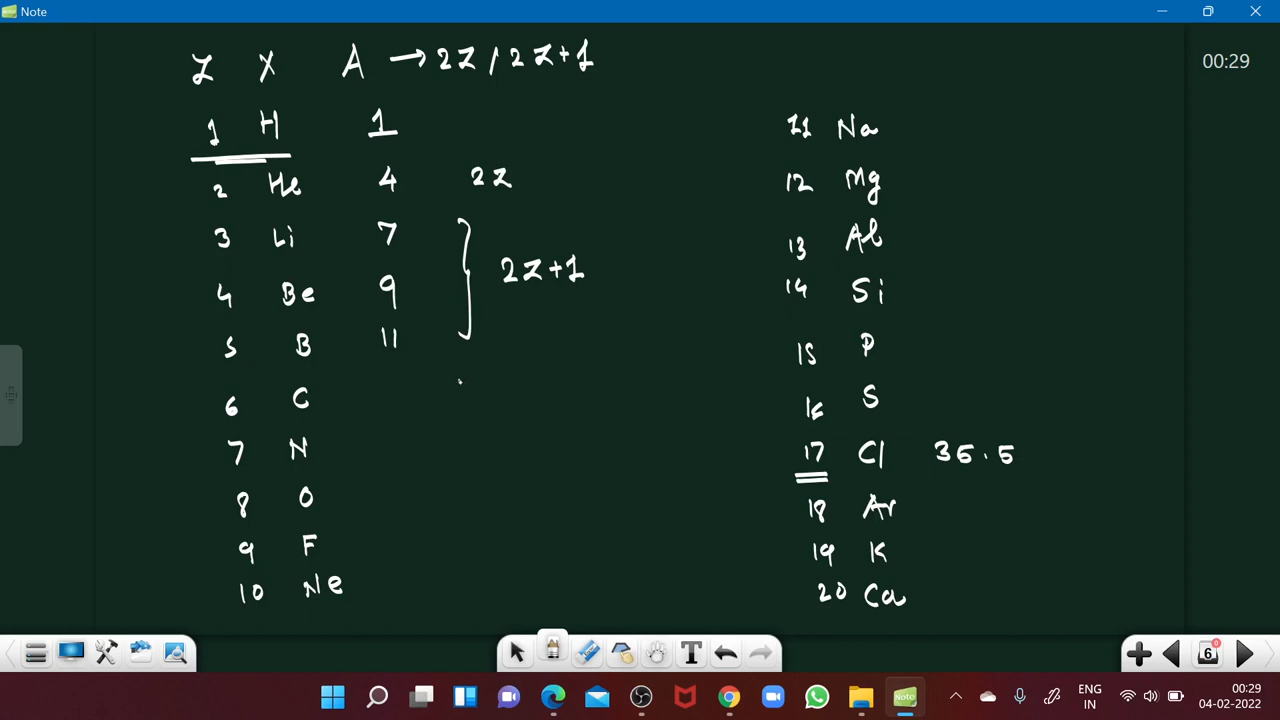 Note
00:29
Z X A → 2Z / 2Z+1
1 H 1
2 He 4 2Z
3 Li 7
4 Be 9
2Z+1
5 B 11
6 C
7 N
8 O
9 F
10 Ne
11 Na
12 Mg
13 Al
14 Si
15 P
16 S
17 Cl 35.5
18 Ar
19 K
20 Ca
T
6
0
ENG
IN
00:29
04-02-2022
Note